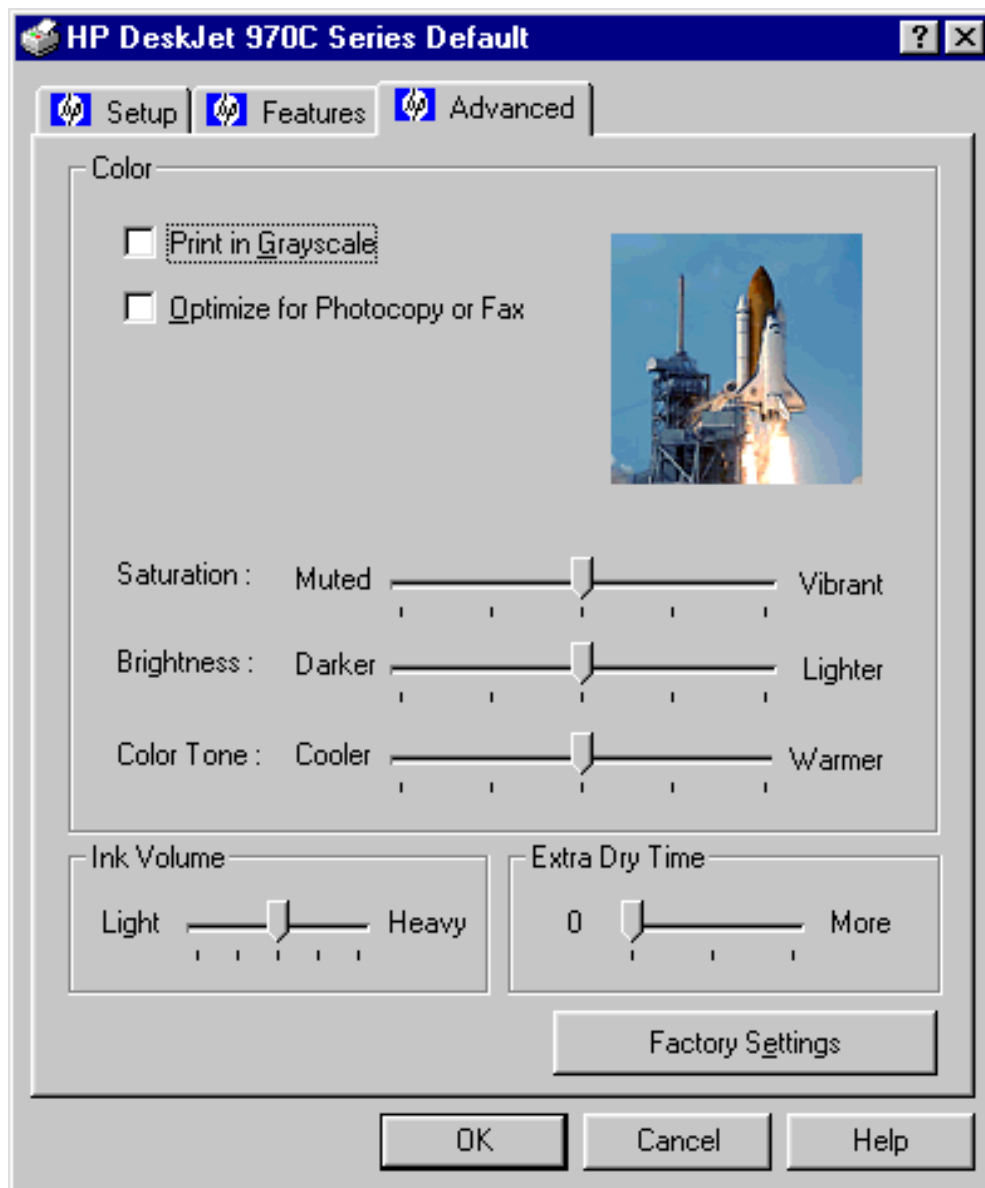 HP DeskJet 970C Series Default
Setup Features Advanced
Color
Print in Grayscale
Optimize for Photocopy or Fax
Saturation : Muted Vibrant
Brightness : Darker Lighter
Color Tone : Cooler Warmer
Ink Volume Extra Dry Time
Light Heavy 0 More
Factory Settings
OK Cancel Help